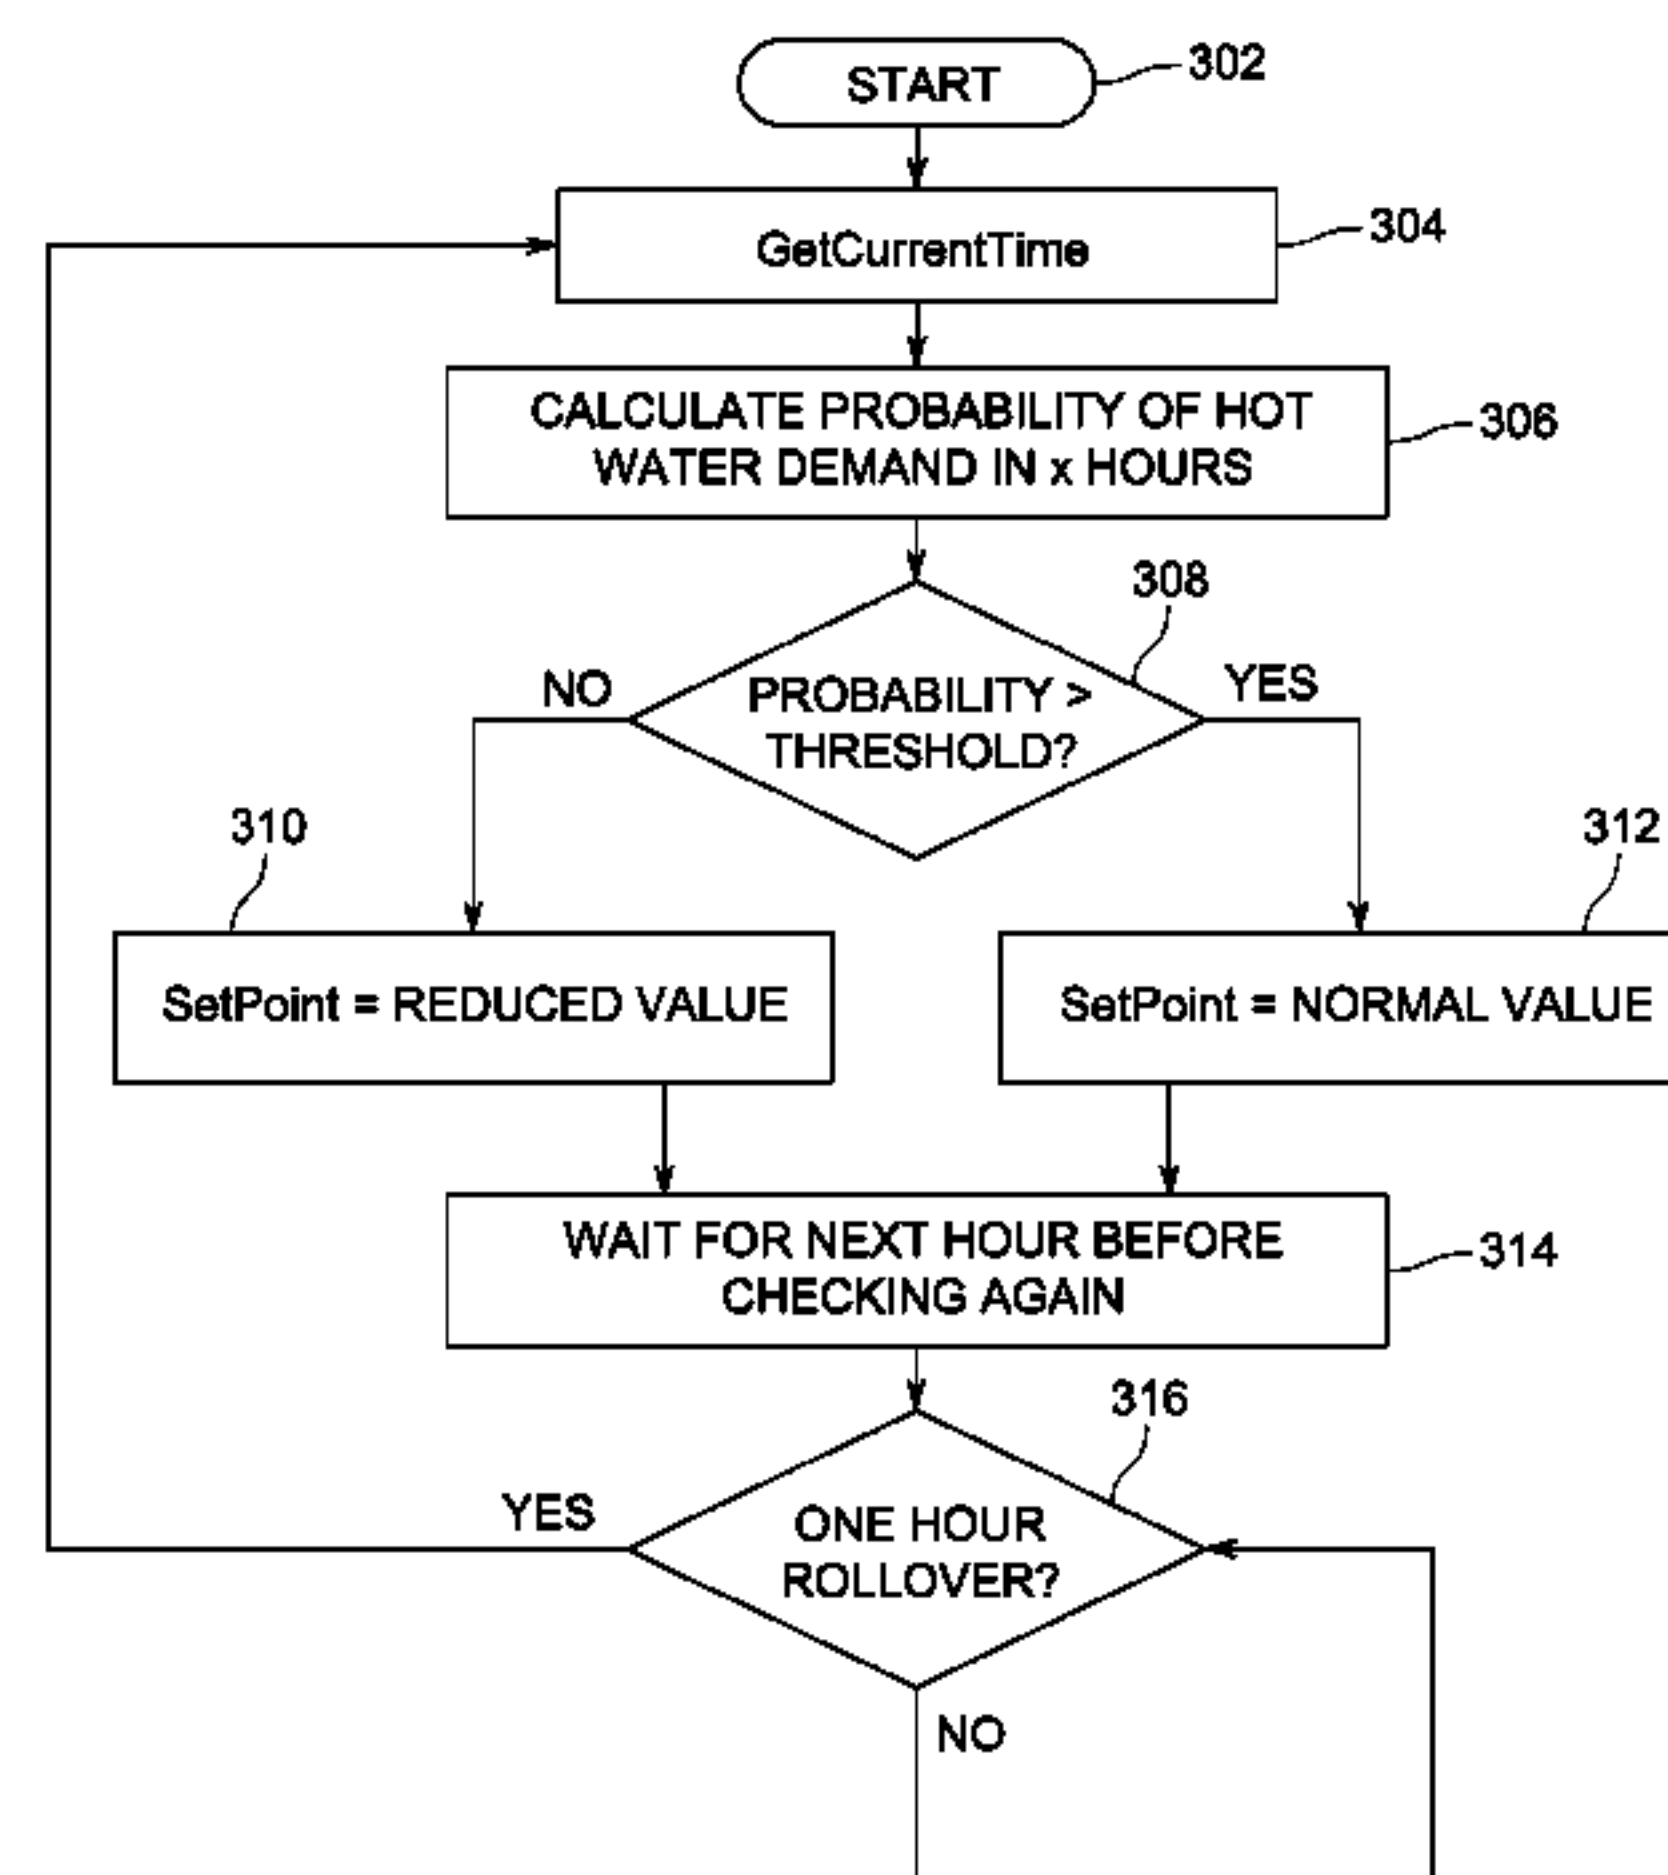 START
302
GetCurrentTime
304
CALCULATE PROBABILITY OF HOT
WATER DEMAND IN x HOURS
306
308
NO
PROBABILITY >
THRESHOLD?
YES
310
312
SetPoint = REDUCED VALUE
SetPoint = NORMAL VALUE
WAIT FOR NEXT HOUR BEFORE
CHECKING AGAIN
314
316
YES
ONE HOUR
ROLLOVER?
NO